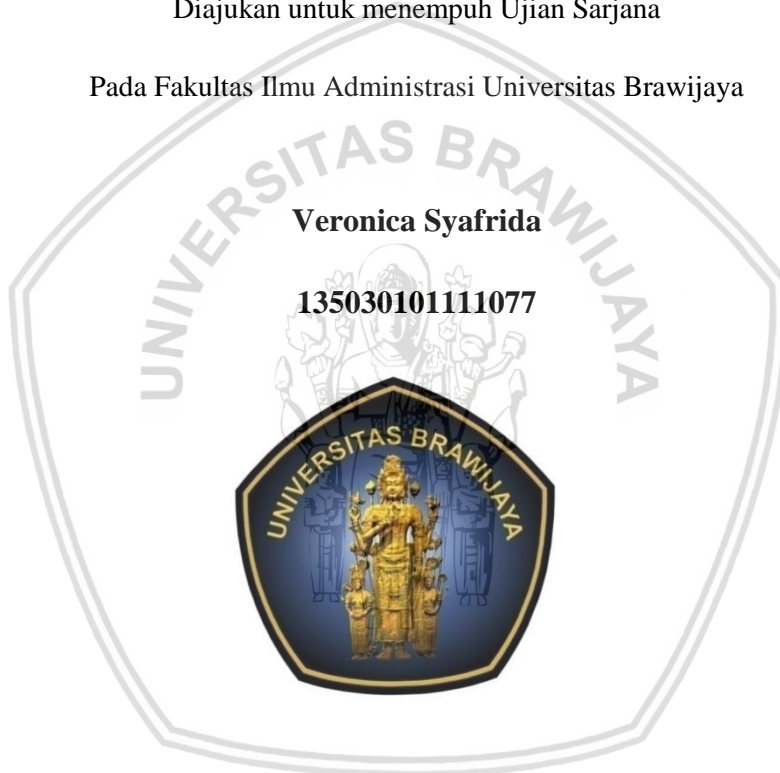 Diajukan untuk menempuh Ujian Sarjana
Pada Fakultas Ilmu Administrasi Universitas Brawijaya
UNIVERSITAS BRAWIJAYA
Veronica Syafrida
135030101111077
UNIVERSITAS BRAWIJAYA